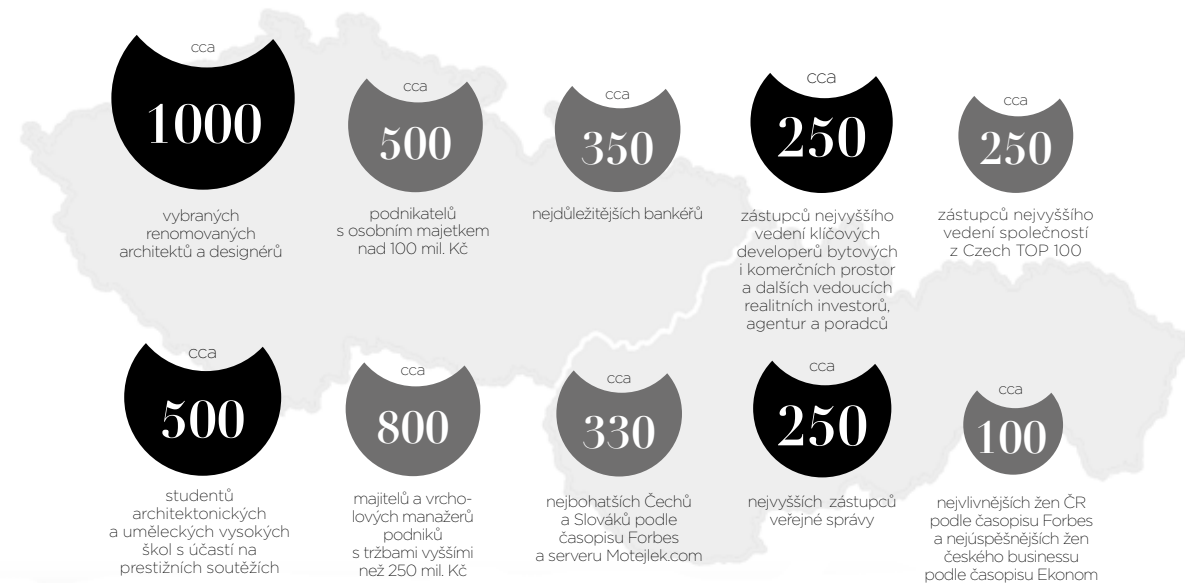 cca
1000
vybraných
renomovaných
architektů a designérů
cca
500
podnikatelů
s osobním majetkem
nad 100 mil. Kč
cca
350
nejdůležitějších bankéřů
cca
250
zástupců nejvyššího
vedení klíčových
developerů bytových
i komerčních prostor
a dalších vedoucích
realitních investorů,
agentur a poradců
cca
250
zástupců nejvyššího
vedení společností
z Czech TOP 100
cca
500
studentů
architektonických
a uměleckých vysokých
škol s účastí na
prestižních soutěžích
cca
800
majitelů a vrcho-
lových manažerů
podniků
s tržbami vyššími
než 250 mil. Kč
cca
330
nejbohatších Čechů
a Slováků podle
časopisu Forbes
a serveru Motejlek.com
cca
250
nejvyšších zástupců
veřejné správy
cca
100
nejvlivnějších žen ČR
podle časopisu Forbes
a nejúspěšnějších žen
českého businessu
podle časopisu Ekonom